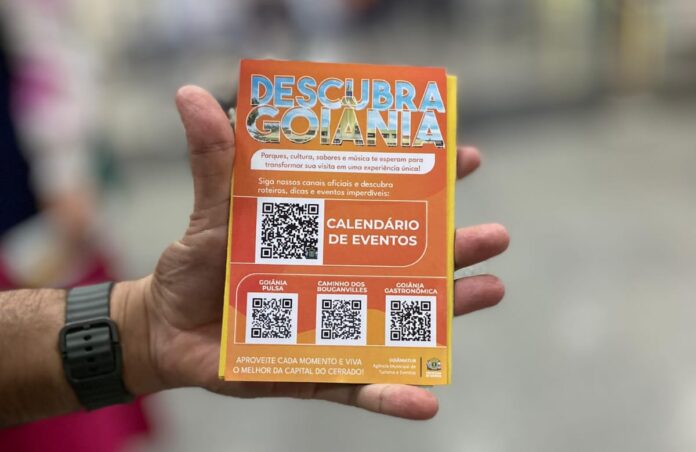 DESCUBRA
GOIÂNIA
Parques, cultura, sabores e música te esperam para
transformar sua visita em uma experiência única!
Siga nossos canais oficiais e descubra
roteiros, dicas e eventos imperdíveis:
CALENDÁRIO
DE EVENTOS
GOIÂNIA
PULSA
CAMINHO DOS
BOUGANVILLES
GOIÂNIA
GASTRONÔMICA
APROVEITE CADA MOMENTO E VIVA
O MELHOR DA CAPITAL DO CERRADO!
GOIÂNIATUR
Agência Municipal de
Turismo e Eventos